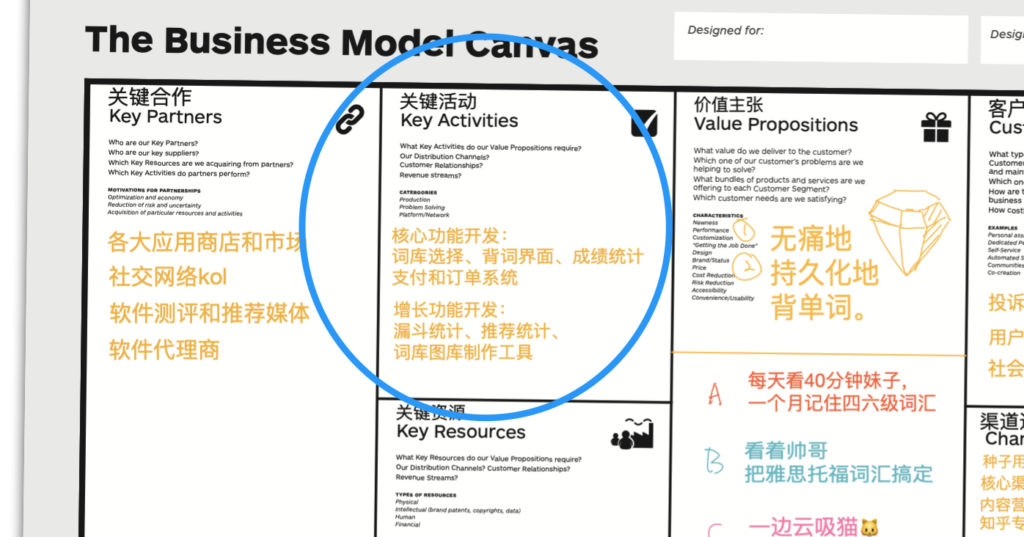 The Business Model Canvas
Designed for:
关键合作
Key Partners
Who are our Key Partners?
Who are our key suppliers?
Which Key Resources are we acquairing from partners?
Which Key Activities do partners perform?
MOTIVATIONS FOR PARTNERSHIPS
Optimization and economy
Reduction of risk and uncertainty
Acquisition of particular resources and activities
各大应用商店和市场
社交网络kol
软件测评和推荐媒体
软件代理商
关键活动
Key Activities
What Key Activities do our Value Propositions require?
Our Distribution Channels?
Customer Relationships?
Revenue streams?
CATERGORIES
Production
Problem Solving
Platform/Network
核心功能开发：
词库选择、背词界面、成绩统计
支付和订单系统
增长功能开发：
漏斗统计、推荐统计、
词库图库制作工具
关键资源
Key Resources
What Key Resources do our Value Propositions require?
Our Distribution Channels? Customer Relationships?
Revenue Streams?
TYPES OF RESOURCES
Physical
Intellectual (brand patents, copyrights, data)
Human
Financial
价值主张
Value Propositions
What value do we deliver to the customer?
Which one of our customer's problems are we
helping to solve?
What bundles of products and services are we
offering to each Customer Segment?
Which customer needs are we satisfying?
CHARACTERISTICS
Newness
Performance
Customization
"Getting the Job Done"
Design
Brand/Status
Price
Cost Reduction
Risk Reduction
Accessibility
Convenience/Usability
1
2
无痛地
持久化地
背单词。
A
每天看40分钟妹子，
一个月记住四六级词汇
B
看着帅哥
把雅思托福词汇搞定
一边云吸猫🐱
客户
What
Customer
and main
Which on
How are
business
How cost
EXAMPLES
Personal ass
Dedicated P
Self-Service
Automated S
Communities
Co-creation
投诉
用户
社会
渠道
Chan
种子用
核心渠
内容营
知乎专